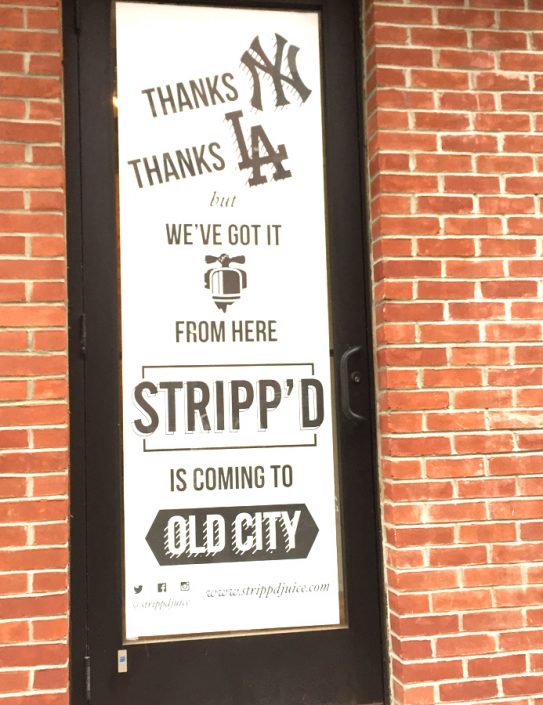 THANKS NY
THANKS LA
but
WE'VE GOT IT
FROM HERE
STRIPP'D
IS COMING TO
OLD CITY
www.strippdjuice.com
@strippdjuice